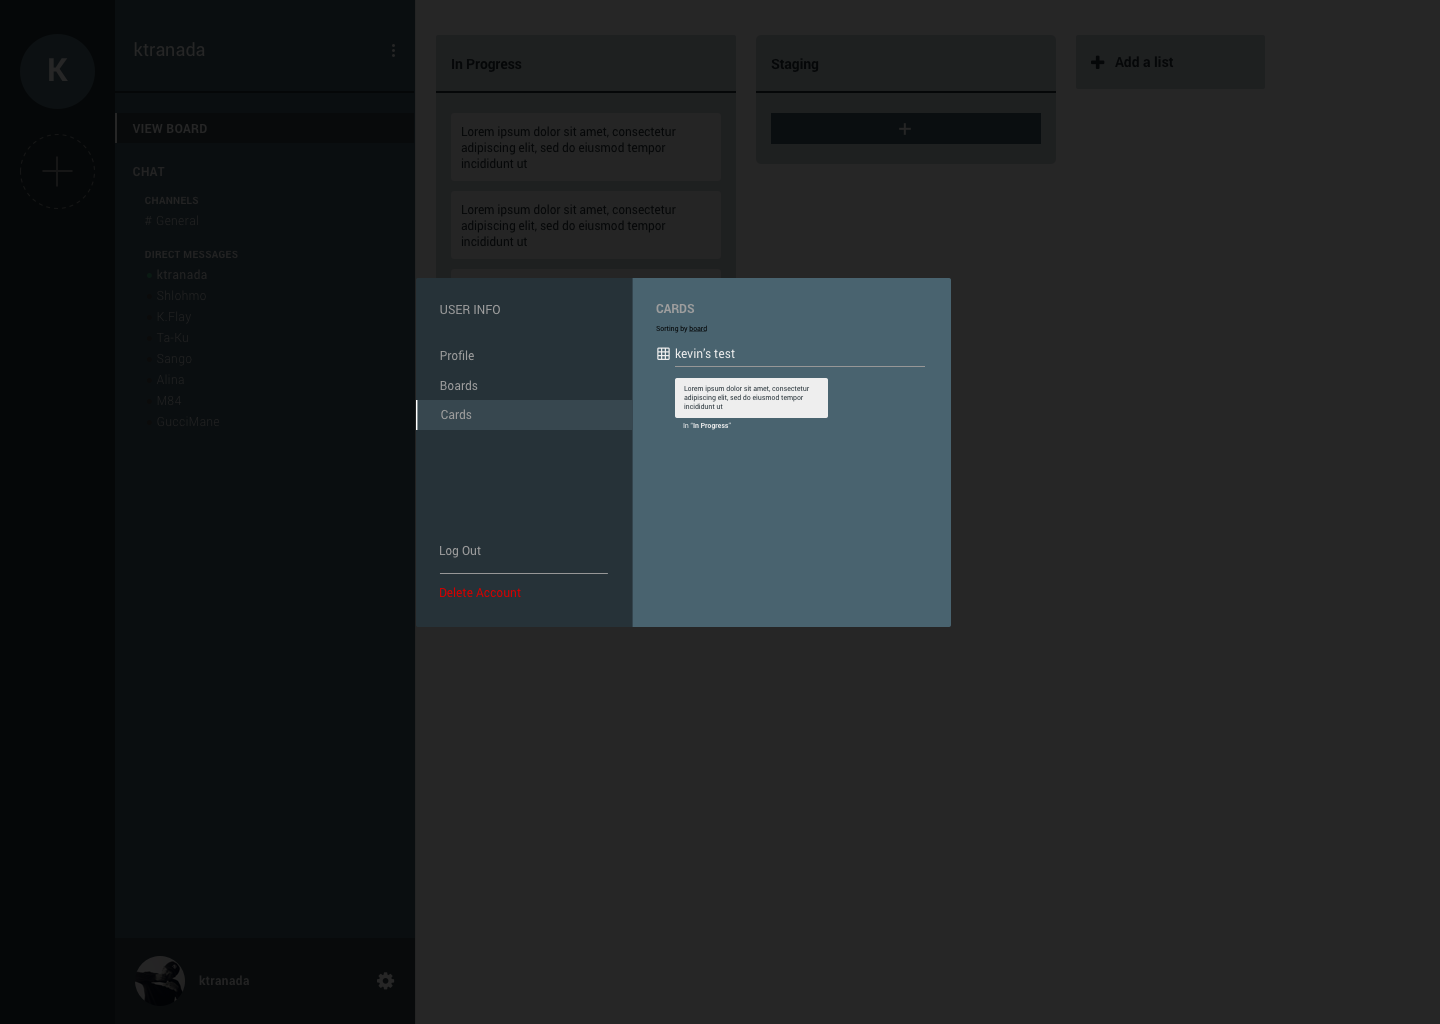 K
ktranada
VIEW BOARD
CHAT
CHANNELS
# General
DIRECT MESSAGES
ktranada
Shlohmo
K.Flay
Ta-Ku
Sango
Alina
M84
GucciMane
ktranada
In Progress
Lorem ipsum dolor sit amet, consectetur
adipiscing elit, sed do eiusmod tempor
incididunt ut
Lorem ipsum dolor sit amet, consectetur
adipiscing elit, sed do eiusmod tempor
incididunt ut
Staging
+
Add a list
USER INFO
Profile
Boards
Cards
Log Out
Delete Account
CARDS
Sorting by board
kevin's test
Lorem ipsum dolor sit amet, consectetur
adipiscing elit, sed do eiusmod tempor
incididunt ut
In "In Progress"